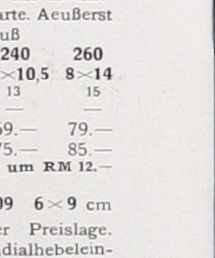 arte. Aeußerst
uß
240 260
×10,5 8×14
13 15
— —
69.— 79.—
75.— 85.—
um RM 12.—
09 6×9 cm
er Preislage.
dialhebelein-